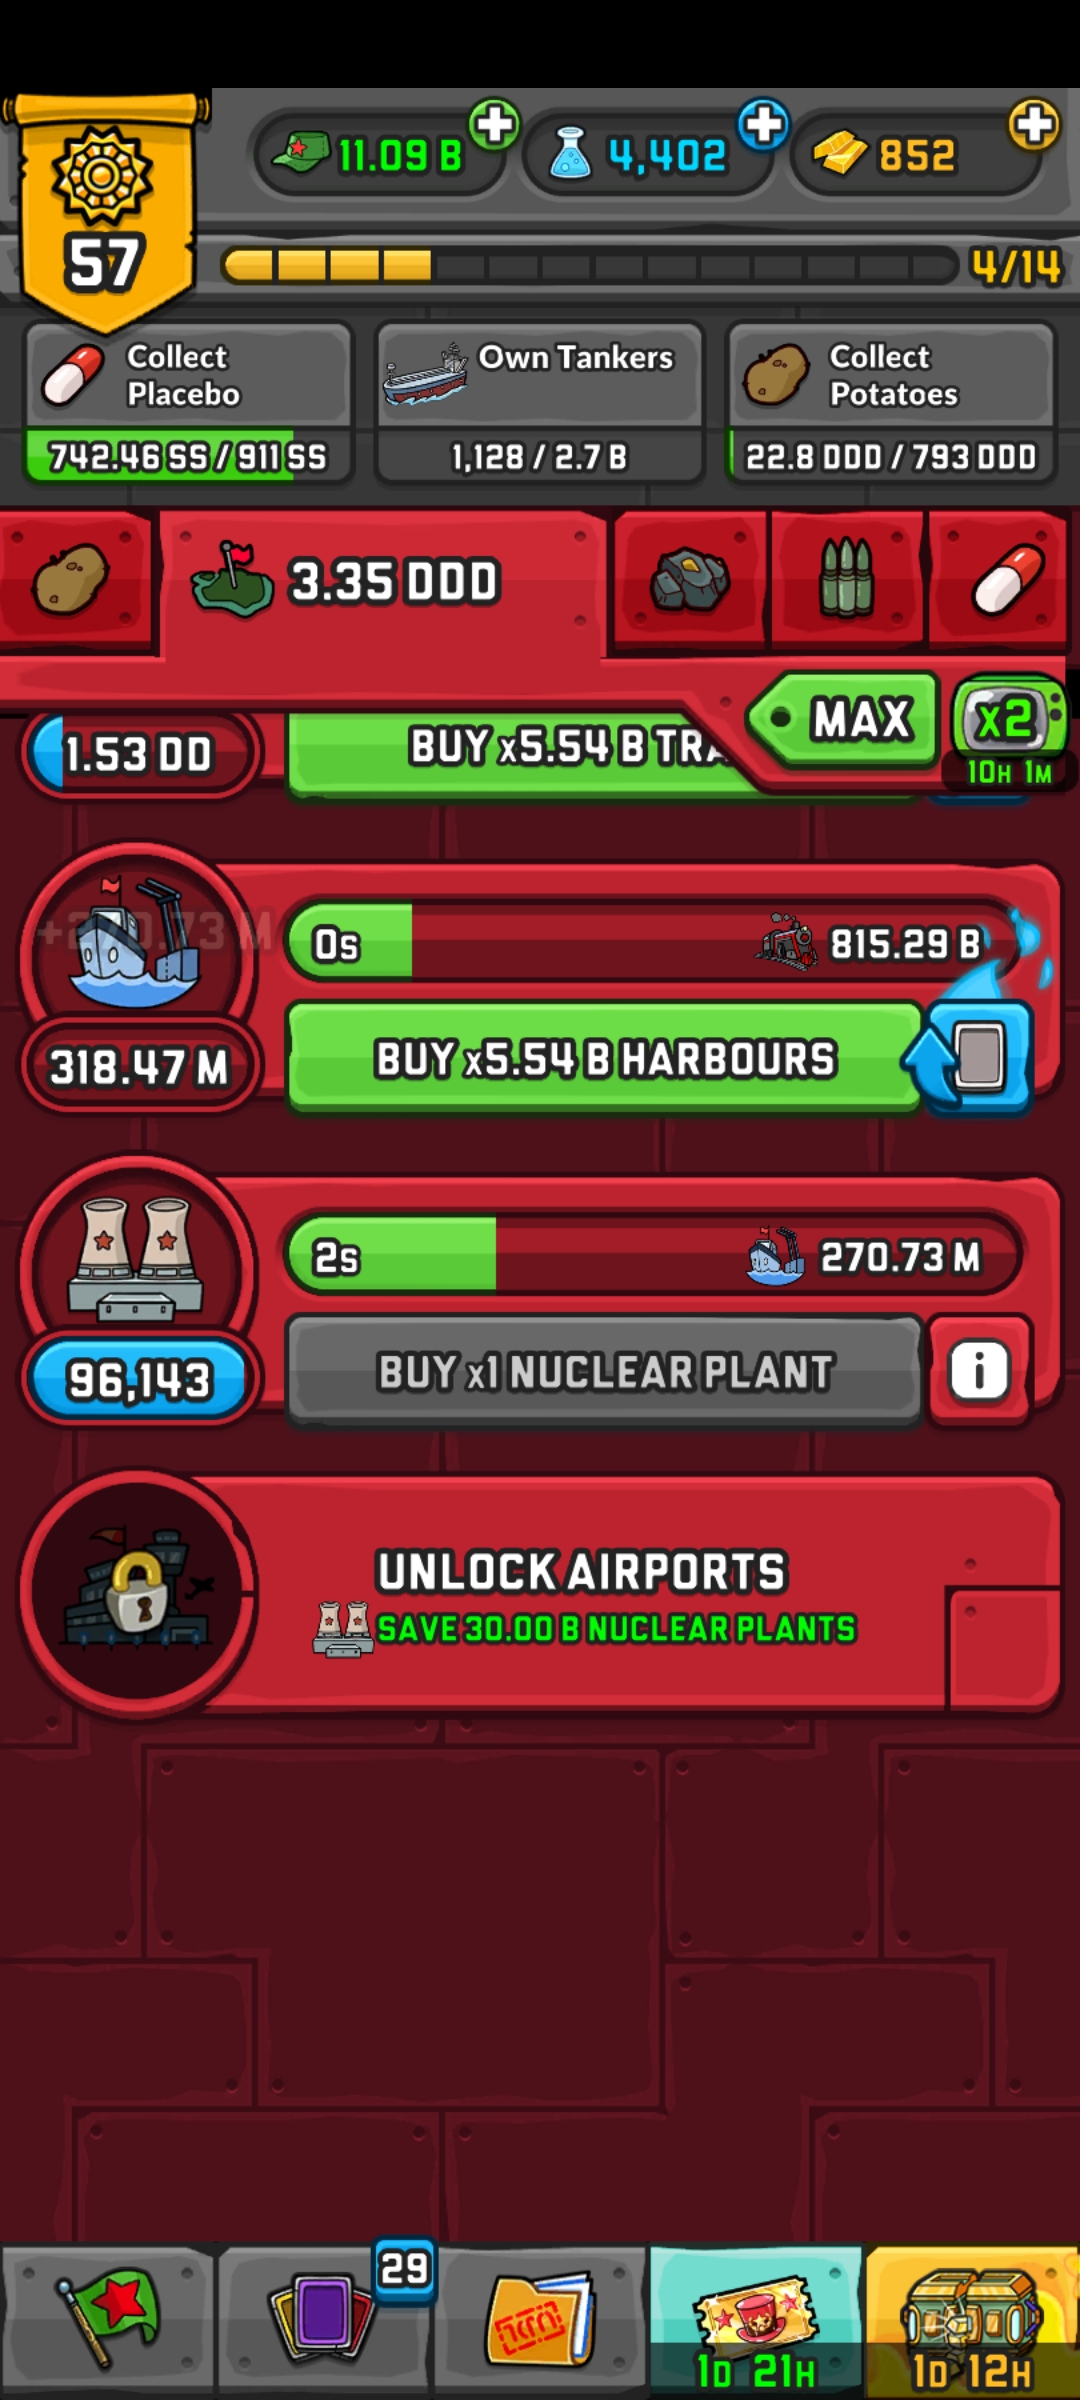 11.09 B
4,402
852
57
4/14
Collect
Placebo
742.46 SS / 911 SS
Own Tankers
1,128 / 2.7 B
Collect
Potatoes
22.8 DDD / 793 DDD
3.35 DDD
MAX
x2
10H 1M
1.53 DD
BUY x5.54 B
+270.73 M
0s
815.29 B
318.47 M
BUY x5.54 B HARBOURS
2s
270.73 M
96,143
BUY x1 NUCLEAR PLANT
i
UNLOCK AIRPORTS
SAVE 30.00 B NUCLEAR PLANTS
29
1D 21H
1D 12H